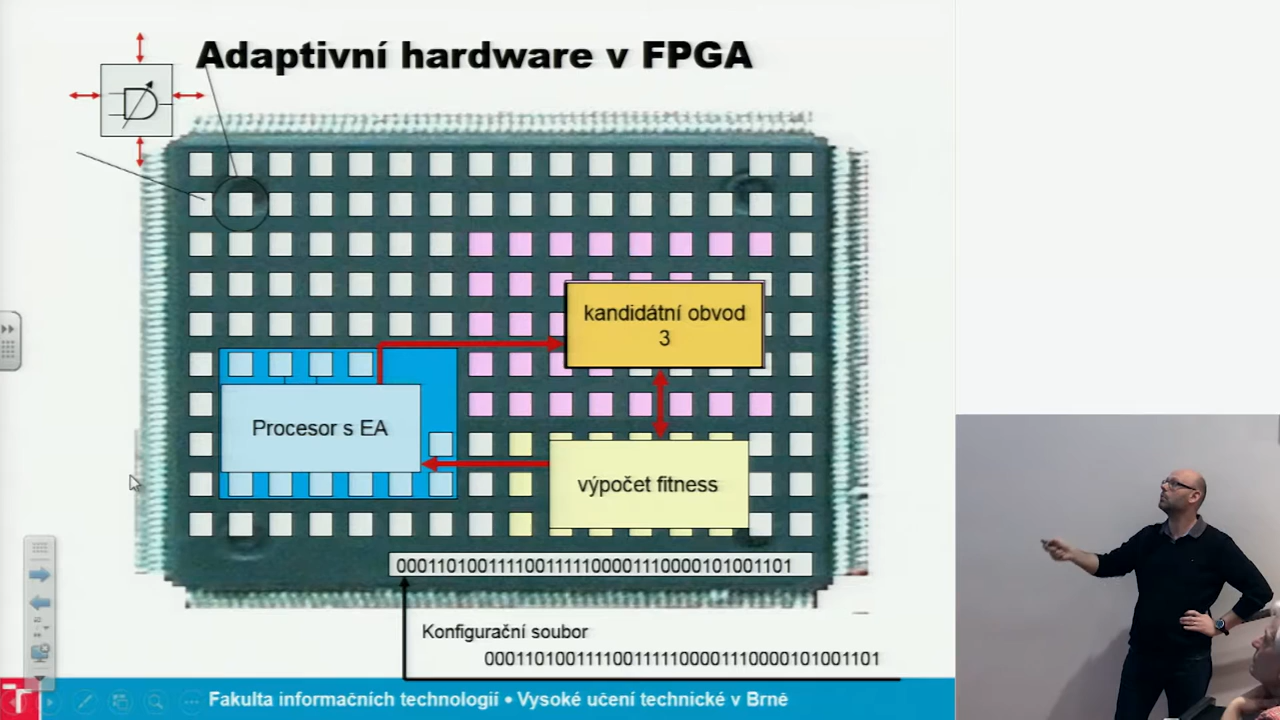 Adaptivní hardware v FPGA
kandidátní obvod
3
Procesor s EA
výpočet fitness
0001101001111001111100001110000101001101
Konfigurační soubor
0001101001111001111100001110000101001101
Fakulta informačních technologií • Vysoké učení technické v Brně